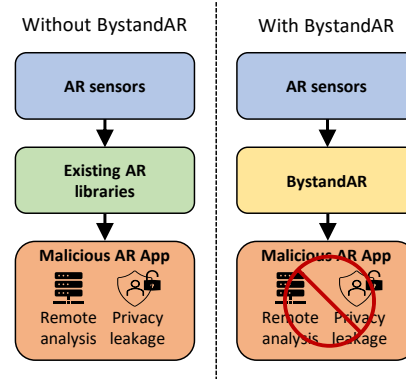 Without BystandAR
AR sensors
Existing AR
libraries
Malicious AR App
Remote
analysis
Privacy
leakage
With BystandAR
AR sensors
BystandAR
Malicious AR App
Remote
analysis
Privacy
leakage